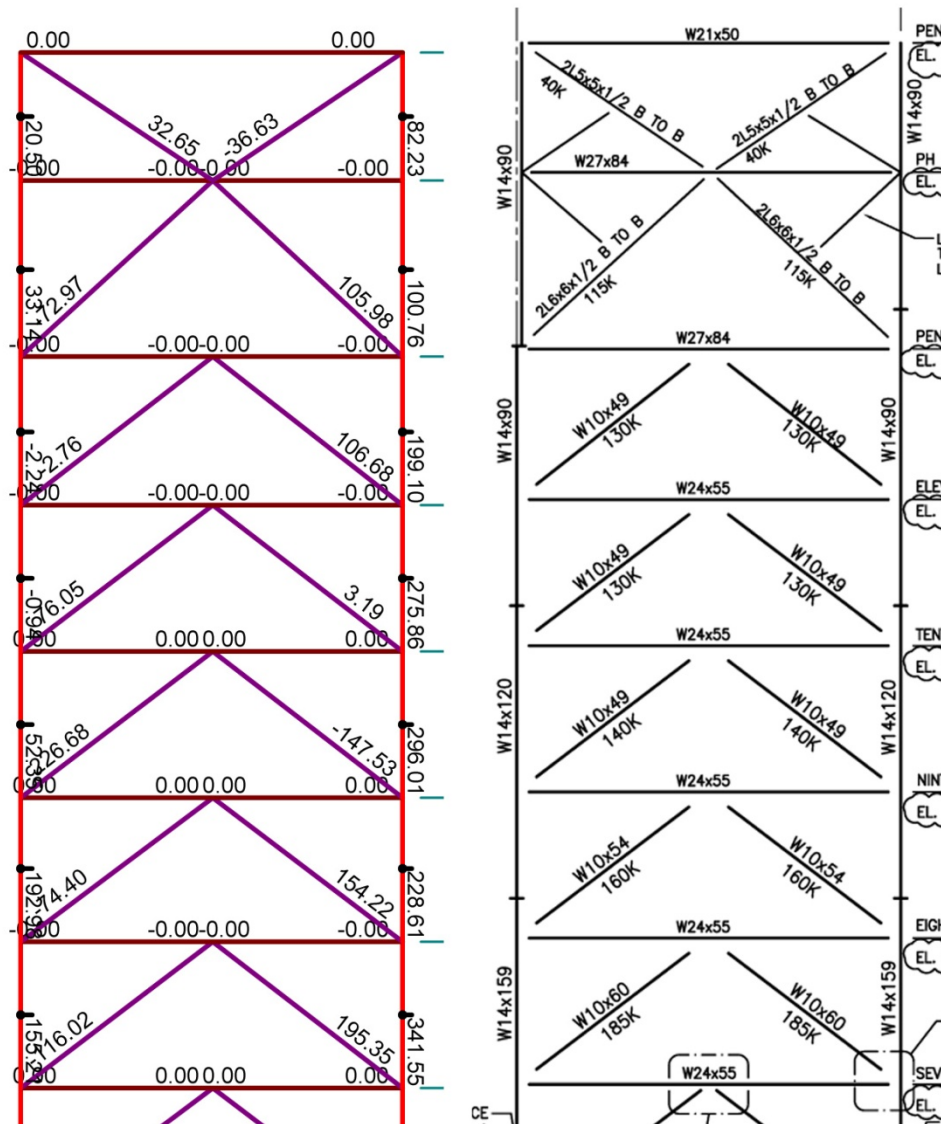 0.00 0.00
32.65 -36.63
20.50 82.23
-0.00 -0.00 -0.00 -0.00
-72.97 105.98
33.14 100.76
-0.00 -0.00 -0.00 -0.00
-2.76 106.68
199.10
-0.00 -0.00 -0.00 -0.00
76.05 3.19
-0.94 275.86
0.00 0.00 0.00 0.00
126.68 -147.53
296.01
0.00 0.00 0.00 0.00
-74.40 154.22
228.61
-0.00 -0.00 -0.00 -0.00
-116.02 195.35
341.55
0.00 0.00 0.00 0.00
W21x50
PEN
EL.
2L5x5x1/2 B TO B
40K
2L5x5x1/2 B TO B
40K
W14x90
W27x84
W14x90
PH
EL.
2L6x6x1/2 B TO B
115K
2L6x6x1/2 B TO B
115K
L
T
L
W27x84
PEN
EL.
W14x90
W10x49
130K
W10x49
130K
W14x90
W24x55
ELEV
EL.
W10x49
130K
W10x49
130K
W24x55
TEN
EL.
W14x120
W10x49
140K
W10x49
140K
W14x120
W24x55
NINT
EL.
W10x54
160K
W10x54
160K
W24x55
EIGH
EL.
W14x159
W10x60
185K
W10x60
185K
W14x159
W24x55
SEV
EL.
CE